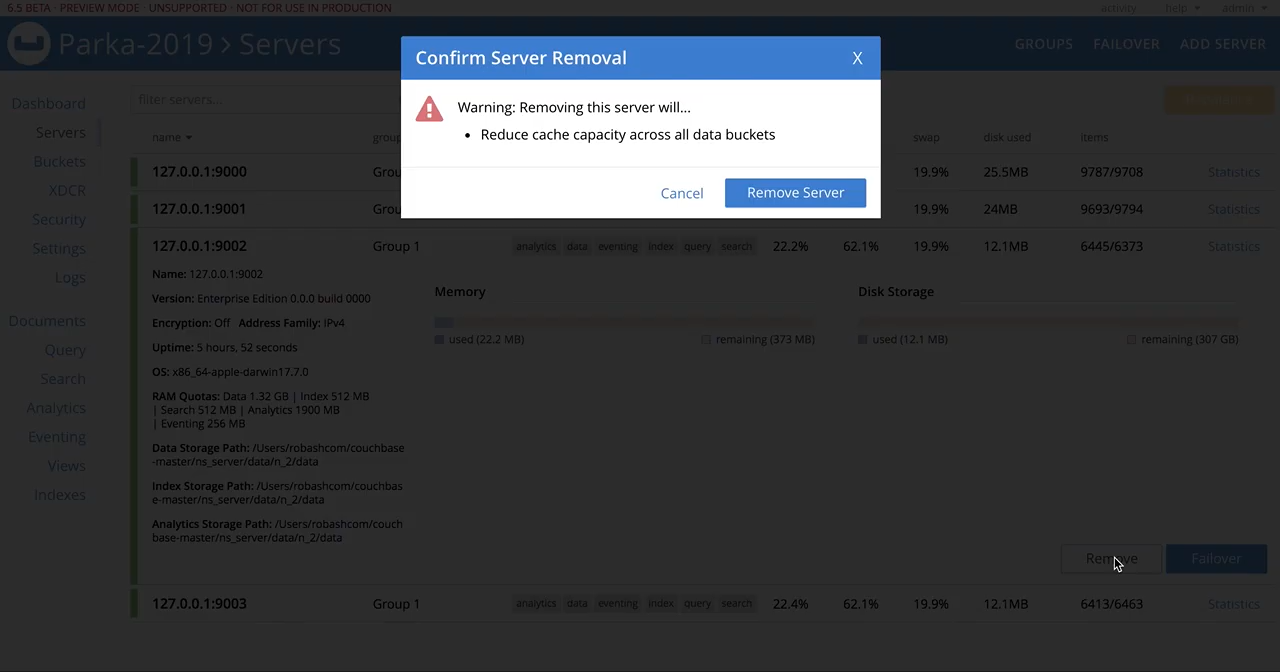 6.5 BETA · PREVIEW MODE · UNSUPPORTED · NOT FOR USE IN PRODUCTION
activity help admin
Parka-2019 > Servers
GROUPS FAILOVER ADD SERVER
Confirm Server Removal X
Warning: Removing this server will...
• Reduce cache capacity across all data buckets
Cancel Remove Server
Dashboard
Servers
Buckets
XDCR
Security
Settings
Logs
Documents
Query
Search
Analytics
Eventing
Views
Indexes
filter servers...
name group swap disk used items
127.0.0.1:9000 Grou 19.9% 25.5MB 9787/9708 Statistics
127.0.0.1:9001 Grou 19.9% 24MB 9693/9794 Statistics
127.0.0.1:9002 Group 1 analytics data eventing index query search 22.2% 62.1% 19.9% 12.1MB 6445/6373 Statistics
Name: 127.0.0.1:9002
Version: Enterprise Edition 0.0.0 build 0000
Encryption: Off Address Family: IPv4
Uptime: 5 hours, 52 seconds
OS: x86_64-apple-darwin17.7.0
RAM Quotas: Data 1.32 GB | Index 512 MB
| Search 512 MB | Analytics 1900 MB
| Eventing 256 MB
Data Storage Path: /Users/robashcom/couchbase
-master/ns_server/data/n_2/data
Index Storage Path: /Users/robashcom/couchbas
e-master/ns_server/data/n_2/data
Analytics Storage Path: /Users/robashcom/couch
base-master/ns_server/data/n_2/data
Memory
used (22.2 MB) remaining (373 MB)
Disk Storage
used (12.1 MB) remaining (307 GB)
Remove Failover
127.0.0.1:9003 Group 1 analytics data eventing index query search 22.4% 62.1% 19.9% 12.1MB 6413/6463 Statistics